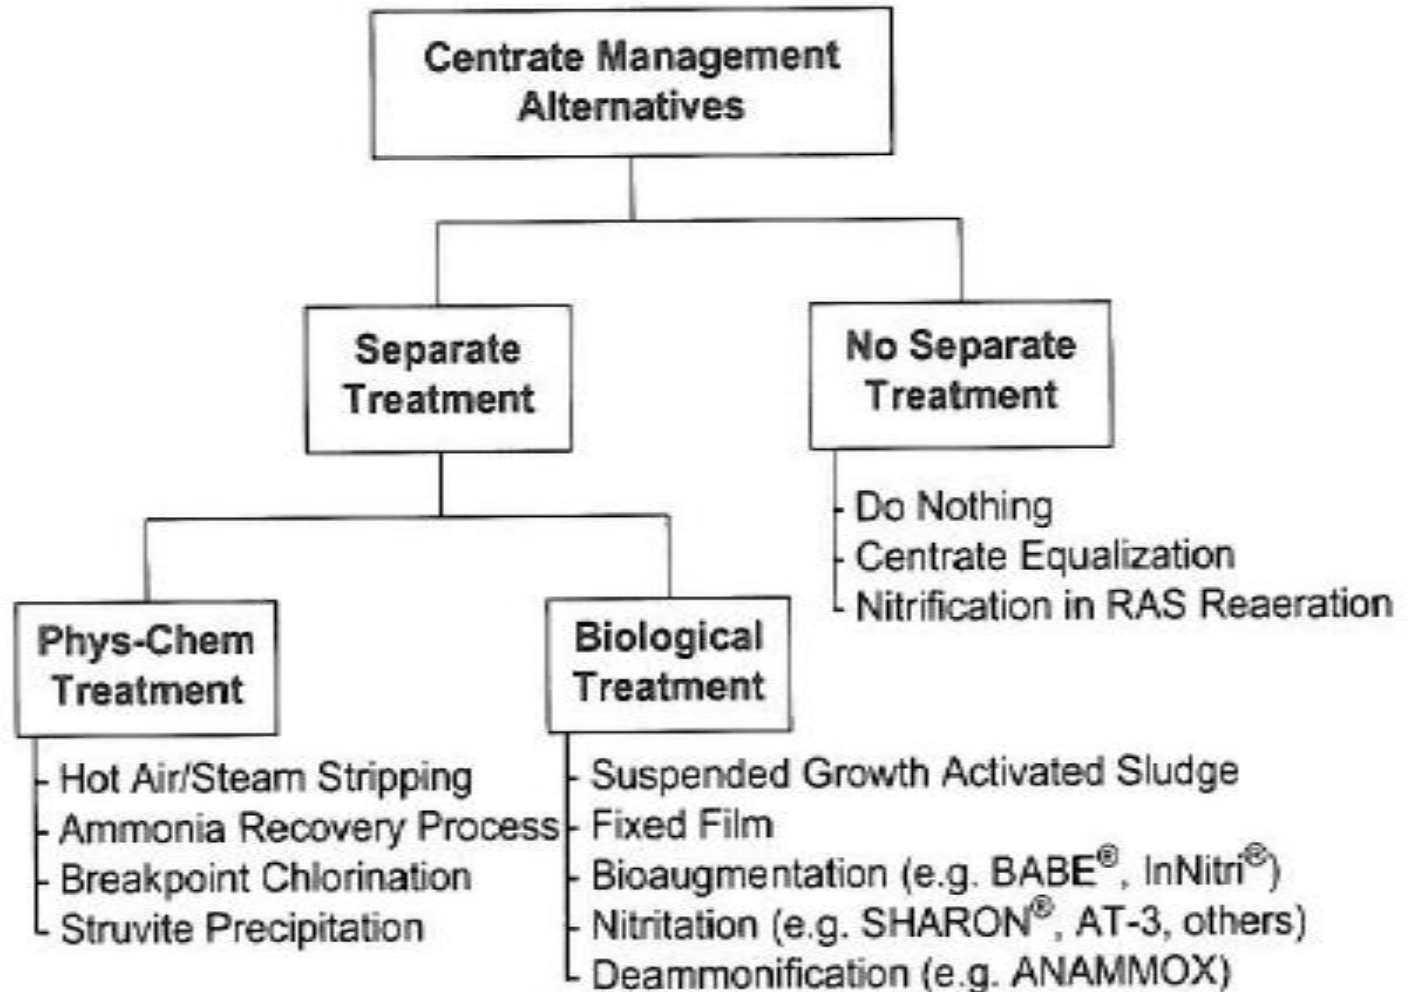 Centrate Management
Alternatives
Separate
Treatment
No Separate
Treatment
- Do Nothing
- Centrate Equalization
- Nitrification in RAS Reaeration
Phys-Chem
Treatment
- Hot Air/Steam Stripping
- Ammonia Recovery Process
- Breakpoint Chlorination
- Struvite Precipitation
Biological
Treatment
- Suspended Growth Activated Sludge
- Fixed Film
- Bioaugmentation (e.g. BABE®, InNitri®)
- Nitritation (e.g. SHARON®, AT-3, others)
- Deammonification (e.g. ANAMMOX)